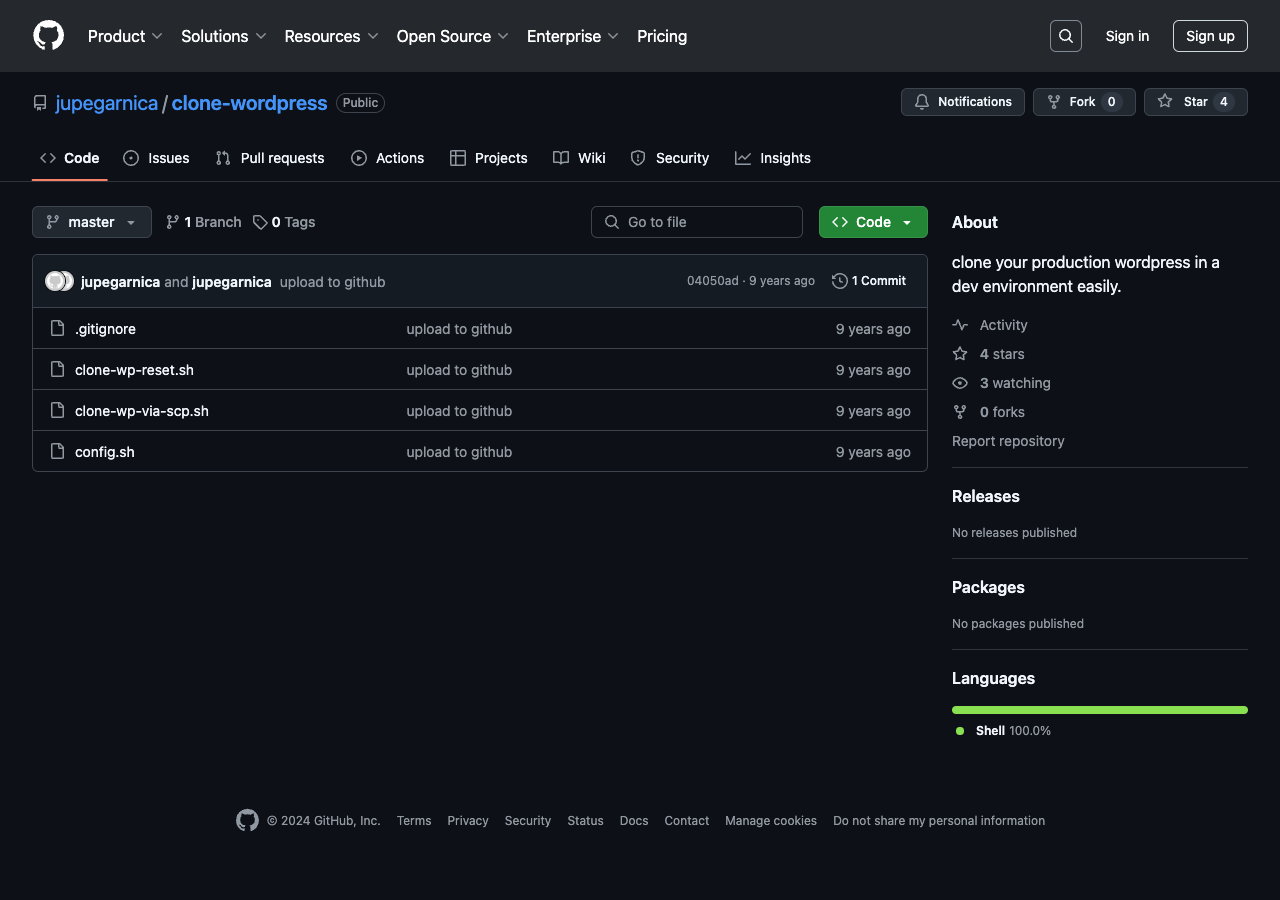 Product Solutions Resources Open Source Enterprise Pricing Sign in Sign up
jupegarnica / clone-wordpress Public Notifications Fork 0 Star 4
Code Issues Pull requests Actions Projects Wiki Security Insights
master 1 Branch 0 Tags Go to file Code
jupegarnica and jupegarnica upload to github 04050ad · 9 years ago 1 Commit
.gitignore upload to github 9 years ago
clone-wp-reset.sh upload to github 9 years ago
clone-wp-via-scp.sh upload to github 9 years ago
config.sh upload to github 9 years ago
About
clone your production wordpress in a
dev environment easily.
Activity
4 stars
3 watching
0 forks
Report repository
Releases
No releases published
Packages
No packages published
Languages
Shell 100.0%
© 2024 GitHub, Inc. Terms Privacy Security Status Docs Contact Manage cookies Do not share my personal information